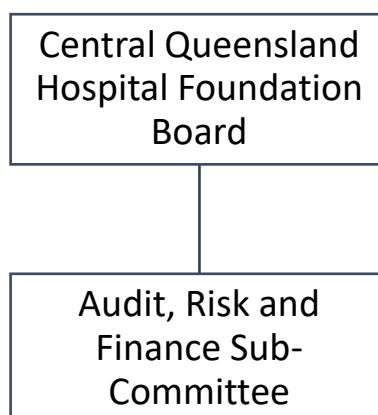 Central Queensland
Hospital Foundation
Board
Audit, Risk and
Finance Sub-
Committee